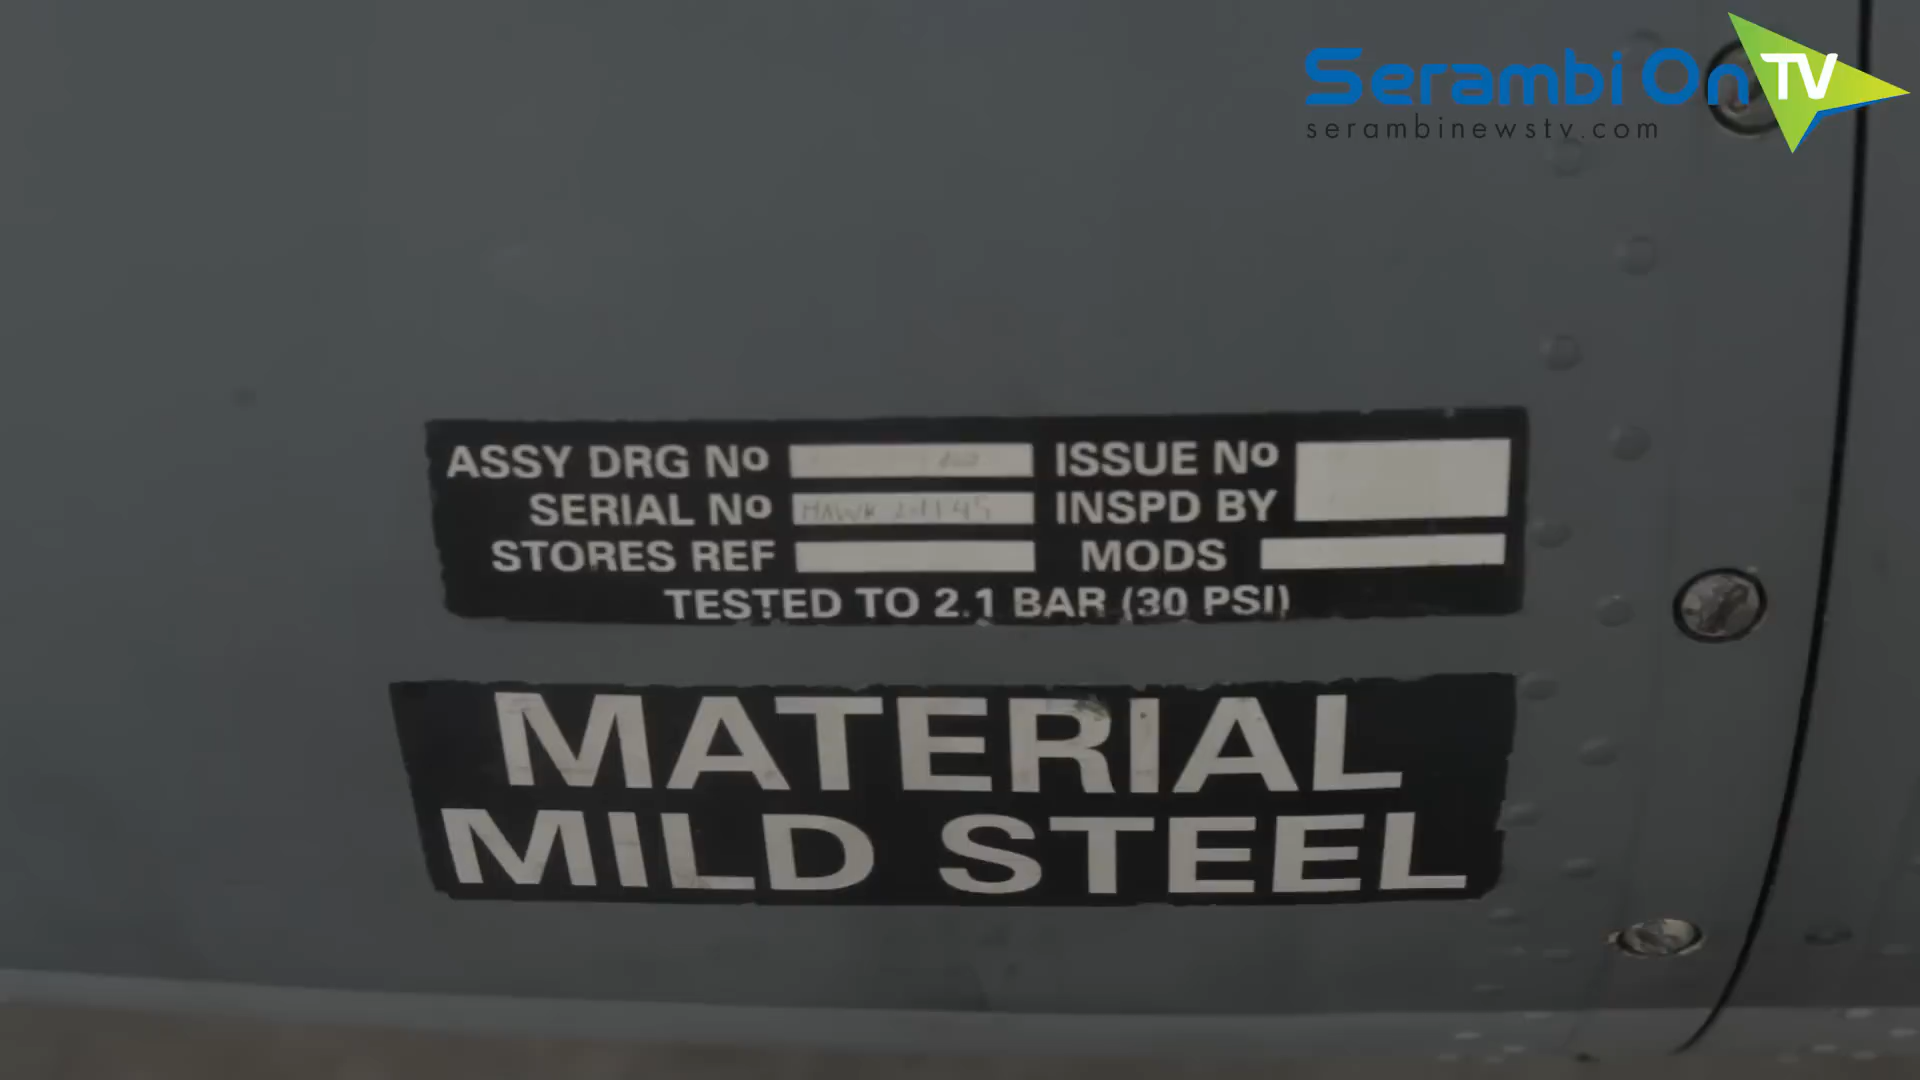 Serambi On TV
serambinewstv.com
ASSY DRG No ISSUE No
SERIAL No HAWK INSPD BY
STORES REF MODS
TESTED TO 2.1 BAR (30 PSI)
MATERIAL
MILD STEEL